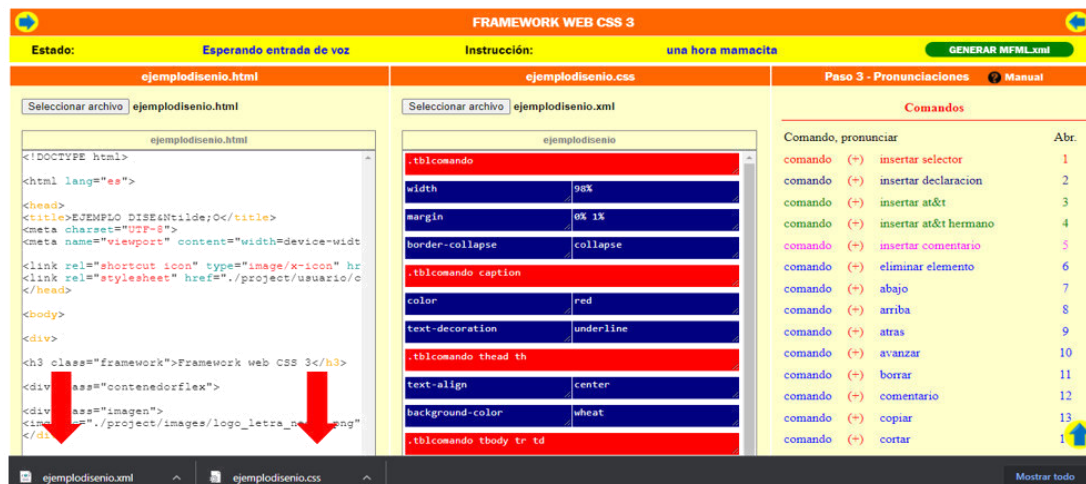 FRAMEWORK WEB CSS 3
Estado: Esperando entrada de voz Instrucción: una hora mamacita GENERAR MFML.xml
ejemplodisenio.html
Seleccionar archivo ejemplodisenio.html
ejemplodisenio.html
<!DOCTYPE html>
<html lang="es">
<head>
<title>EJEMPLO DISE&Ntilde;O</title>
<meta charset="UTF-8">
<meta name="viewport" content="width=device-widt
<link rel="shortcut icon" type="image/x-icon" hr
<link rel="stylesheet" href="./project/usuario/c
</head>
<body>
<div>
<h3 class="framework">Framework web CSS 3</h3>
<div class="contenedorflex">
<div class="imagen">
"./project/images/logo_letra_n png"
ejemplodisenio.css
Seleccionar archivo ejemplodisenio.xml
ejemplodisenio
.tblcomando
width 98%
margin 0% 1%
border-collapse collapse
.tblcomando caption
color red
text-decoration underline
.tblcomando thead th
text-align center
background-color wheat
.tblcomando tbody tr td
Paso 3 - Pronunciaciones ? Manual
Comandos
Comando, pronunciar Abr.
comando (+) insertar selector 1
comando (+) insertar declaracion 2
comando (+) insertar at&t 3
comando (+) insertar at&t hermano 4
comando (+) insertar comentario 5
comando (+) eliminar elemento 6
comando (+) abajo 7
comando (+) arriba 8
comando (+) atras 9
comando (+) avanzar 10
comando (+) borrar 11
comando (+) comentario 12
comando (+) copiar 13
comando (+) cortar
ejemplodisenio.xml ejemplodisenio.css Mostrar todo